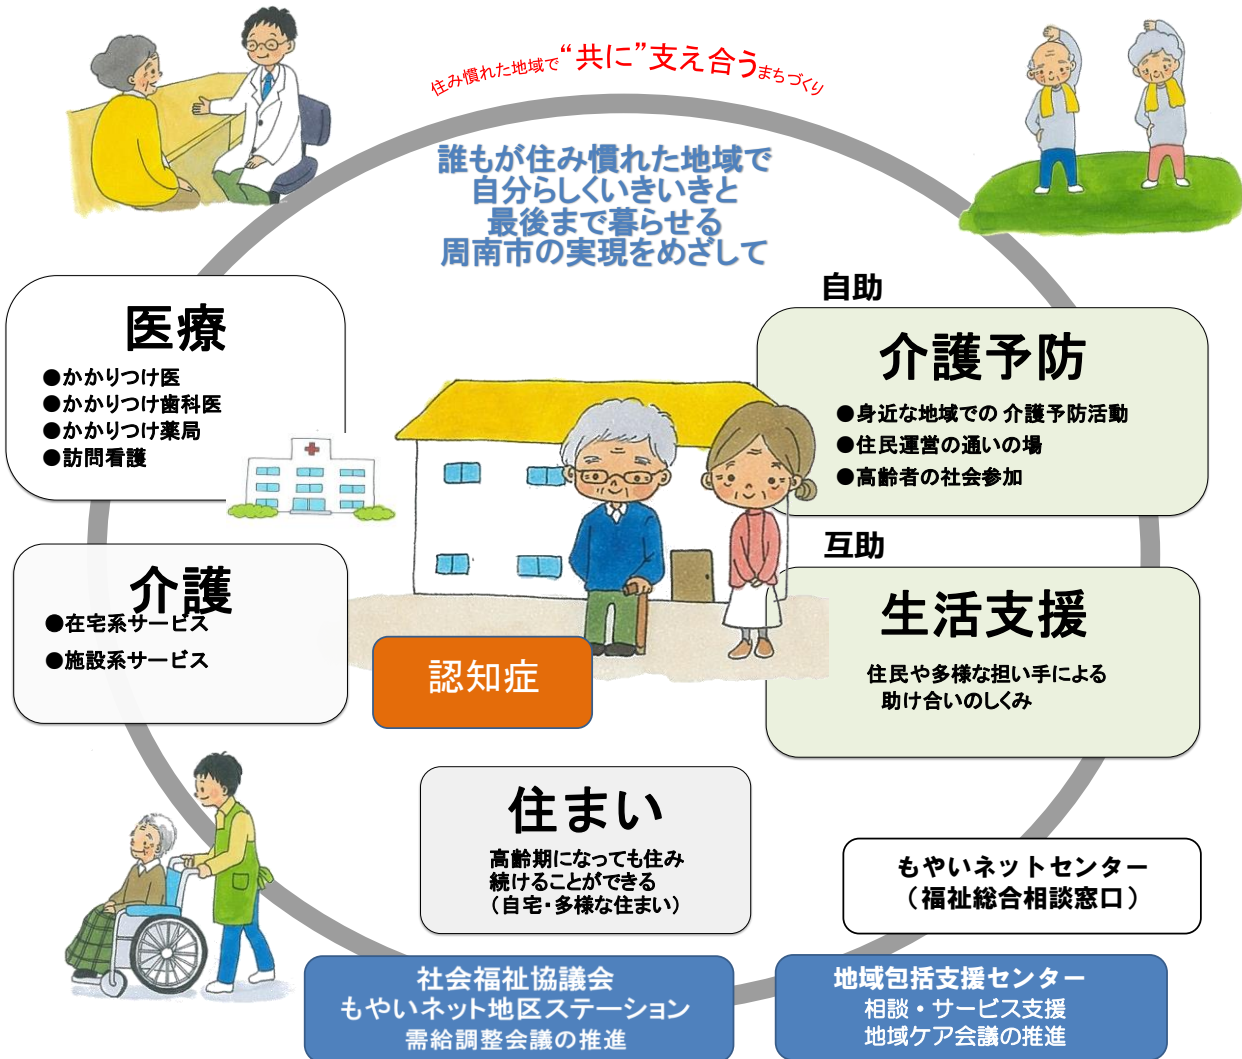 住み慣れた地域で“共に”支え合うまちづくり
誰もが住み慣れた地域で
自分らしくいきいきと
最後まで暮らせる
周南市の実現をめざして
医療
●かかりつけ医
●かかりつけ歯科医
●かかりつけ薬局
●訪問看護
自助
介護予防
●身近な地域での 介護予防活動
●住民運営の通いの場
●高齢者の社会参加
介護
●在宅系サービス
●施設系サービス
互助
生活支援
住民や多様な担い手による
助け合いのしくみ
認知症
住まい
高齢期になっても住み
続けることができる
（自宅・多様な住まい）
もやいネットセンター
（福祉総合相談窓口）
社会福祉協議会
もやいネット地区ステーション
需給調整会議の推進
地域包括支援センター
相談・サービス支援
地域ケア会議の推進